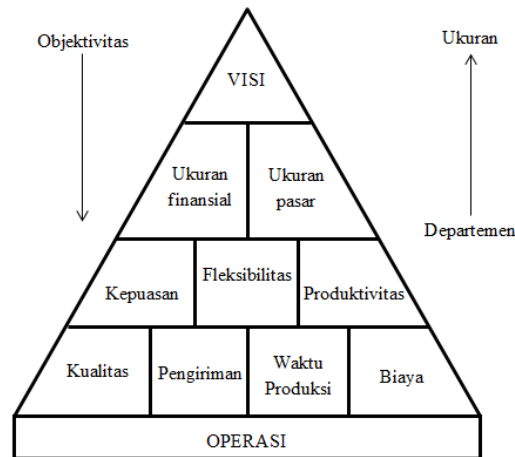 Objektivitas
Ukuran
VISI
Ukuran
finansial
Ukuran
pasar
Departemen
Kepuasan
Fleksibilitas
Produktivitas
Kualitas
Pengiriman
Waktu
Produksi
Biaya
OPERASI